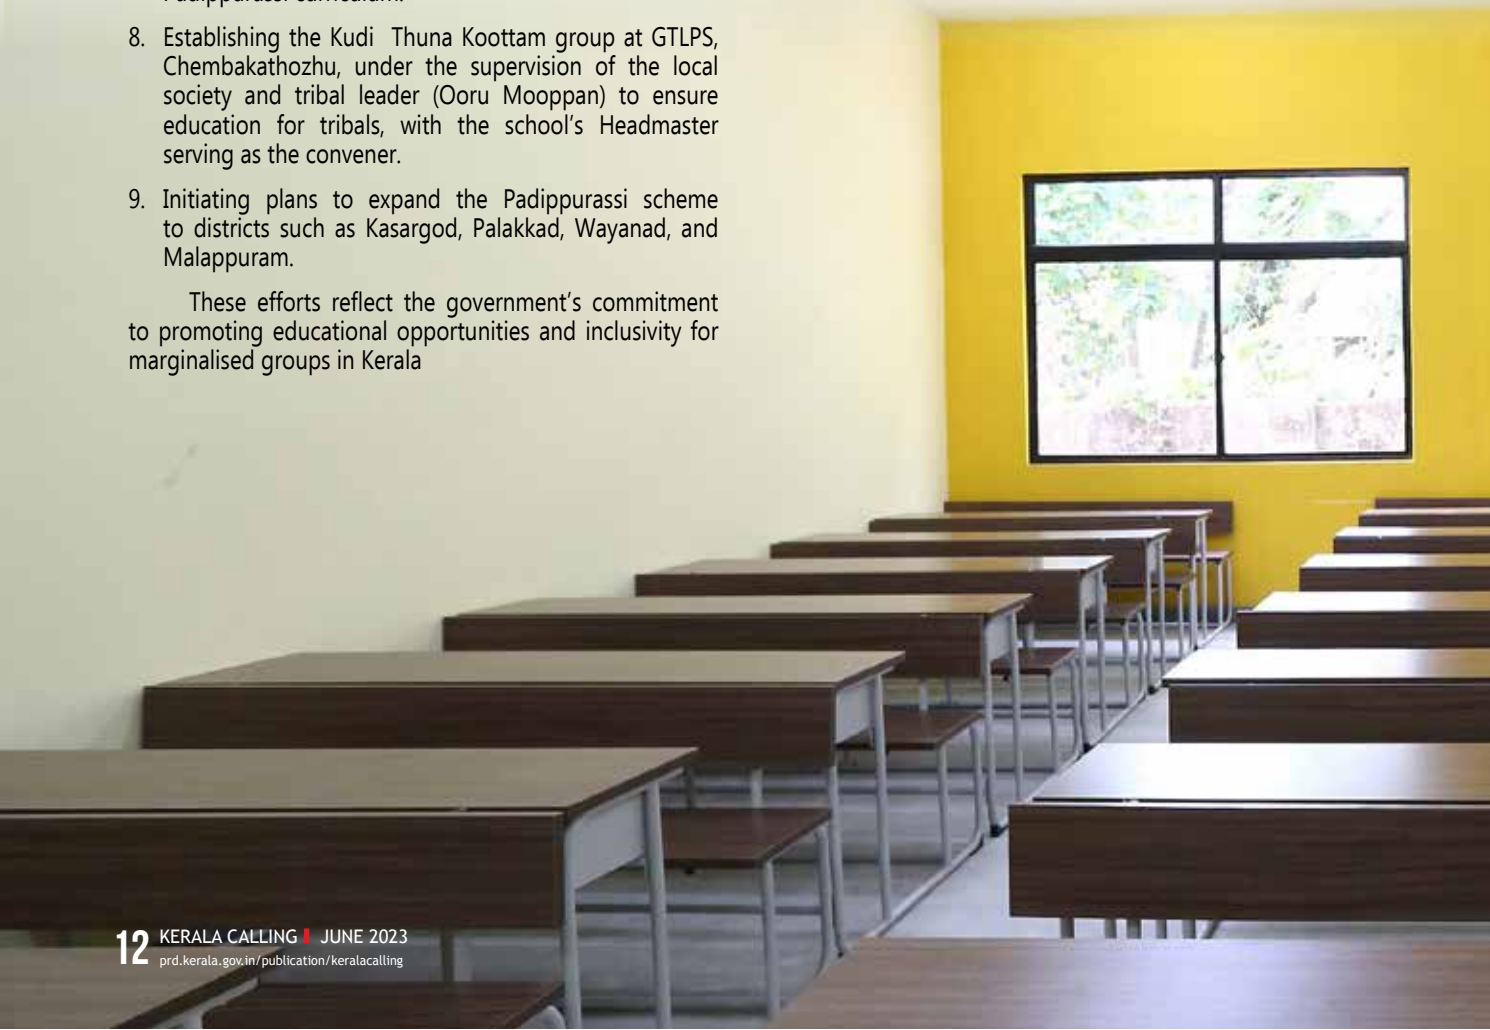 8. Establishing the Kudi Thuna Koottam group at GTLPS,
Chembakathozhu, under the supervision of the local
society and tribal leader (Ooru Mooppan) to ensure
education for tribals, with the school's Headmaster
serving as the convener.
9. Initiating plans to expand the Padippurassi scheme
to districts such as Kasargod, Palakkad, Wayanad, and
Malappuram.
These efforts reflect the government's commitment
to promoting educational opportunities and inclusivity for
marginalised groups in Kerala
12 KERALA CALLING JUNE 2023
prd.kerala.gov.in/publication/keralacalling